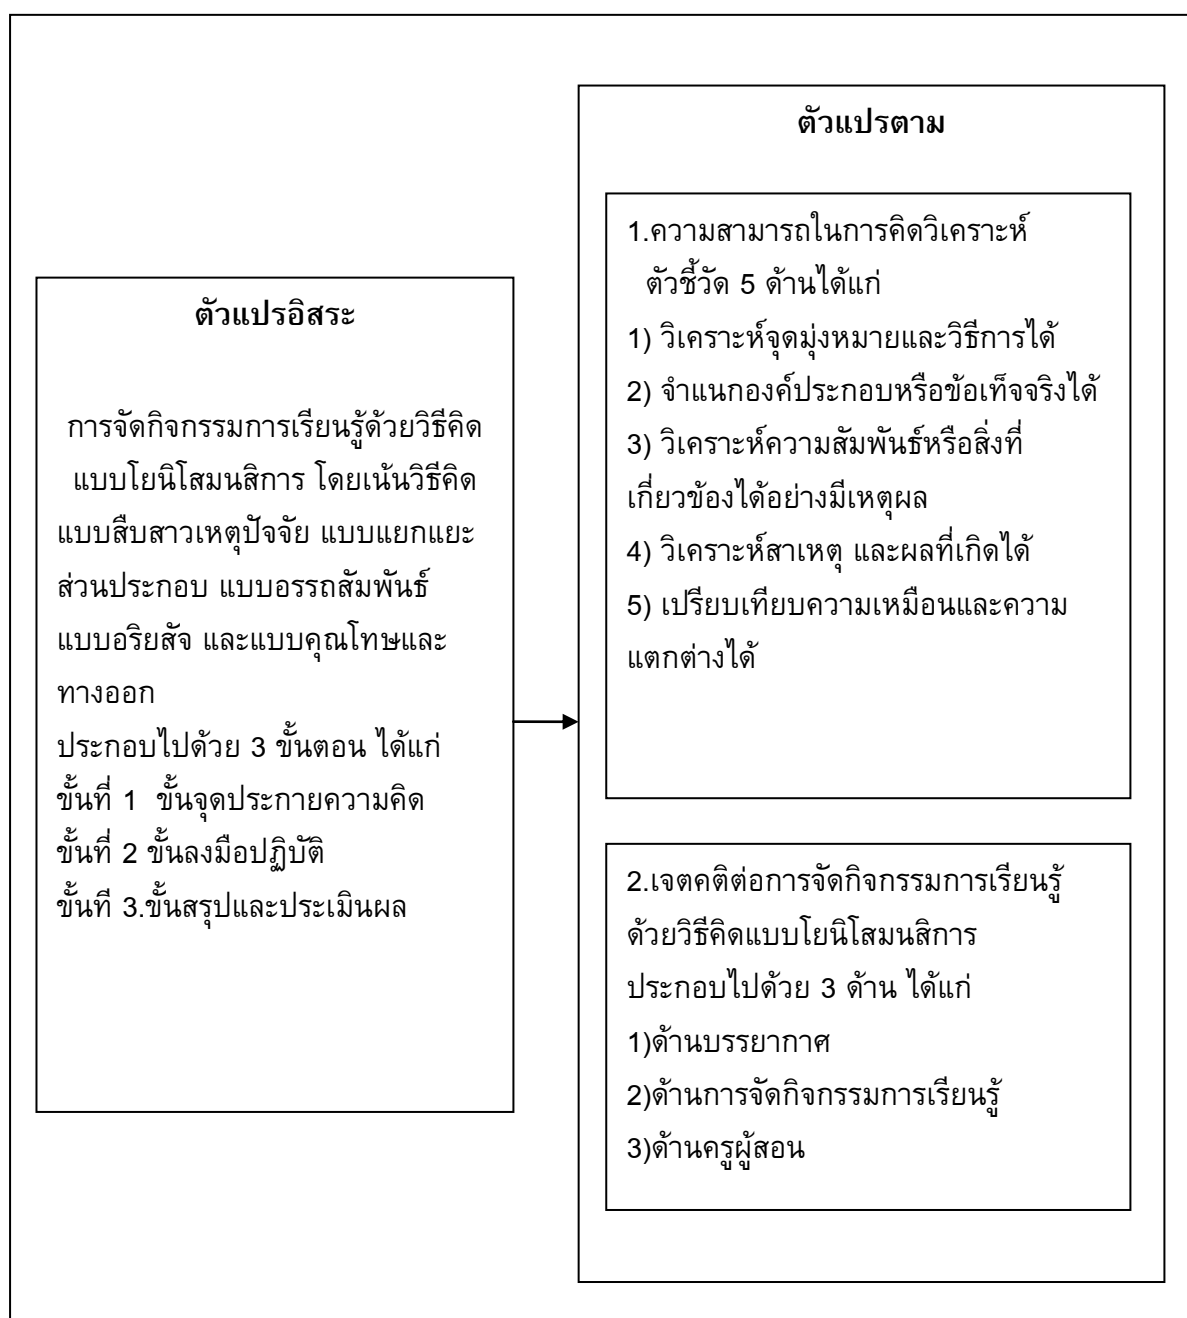 ตัวแปรอิสระ
การจัดกิจกรรมการเรียนรู้ด้วยวิธีคิด
แบบโยนิโสมนสิการ โดยเน้นวิธีคิด
แบบสืบสาวเหตุปัจจัย แบบแยกแยะ
ส่วนประกอบ แบบอรรถสัมพันธ์
แบบอริยสัจ และแบบคุณโทษและ
ทางออก
ประกอบไปด้วย 3 ขั้นตอน ได้แก่
ขั้นที่ 1 ขั้นจุดประกายความคิด
ขั้นที่ 2 ขั้นลงมือปฏิบัติ
ขั้นที 3.ขั้นสรุปและประเมินผล
ตัวแปรตาม
1.ความสามารถในการคิดวิเคราะห์
ตัวชี้วัด 5 ด้านได้แก่
1) วิเคราะห์จุดมุ่งหมายและวิธีการได้
2) จำแนกองค์ประกอบหรือข้อเท็จจริงได้
3) วิเคราะห์ความสัมพันธ์หรือสิ่งที่
เกี่ยวข้องได้อย่างมีเหตุผล
4) วิเคราะห์สาเหตุ และผลที่เกิดได้
5) เปรียบเทียบความเหมือนและความ
แตกต่างได้
2.เจตคติต่อการจัดกิจกรรมการเรียนรู้
ด้วยวิธีคิดแบบโยนิโสมนสิการ
ประกอบไปด้วย 3 ด้าน ได้แก่
1)ด้านบรรยากาศ
2)ด้านการจัดกิจกรรมการเรียนรู้
3)ด้านครูผู้สอน